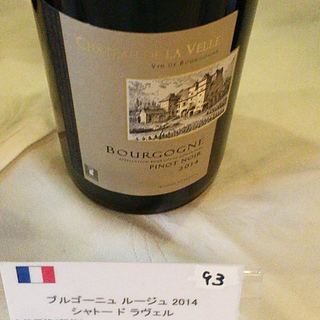 CHÂTEAU DE LA VELLE
VIN DE BOURGOGNE
BOURGOGNE
PINOT NOIR
2014
93
ブルゴーニュ ルージュ 2014
シャトー ド ラヴェル